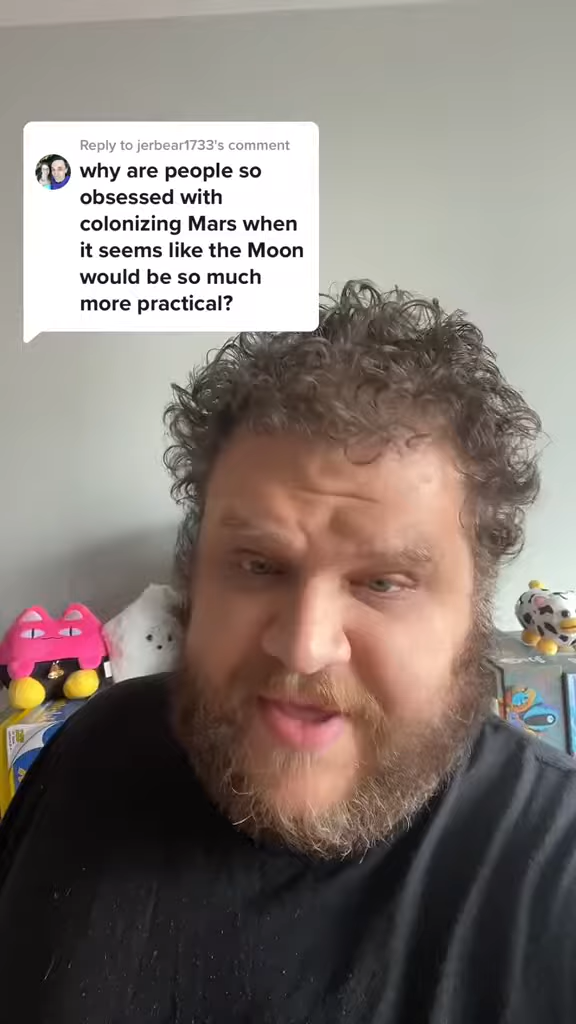 Reply to jerbear1733's comment
why are people so
obsessed with
colonizing Mars when
it seems like the Moon
would be so much
more practical?